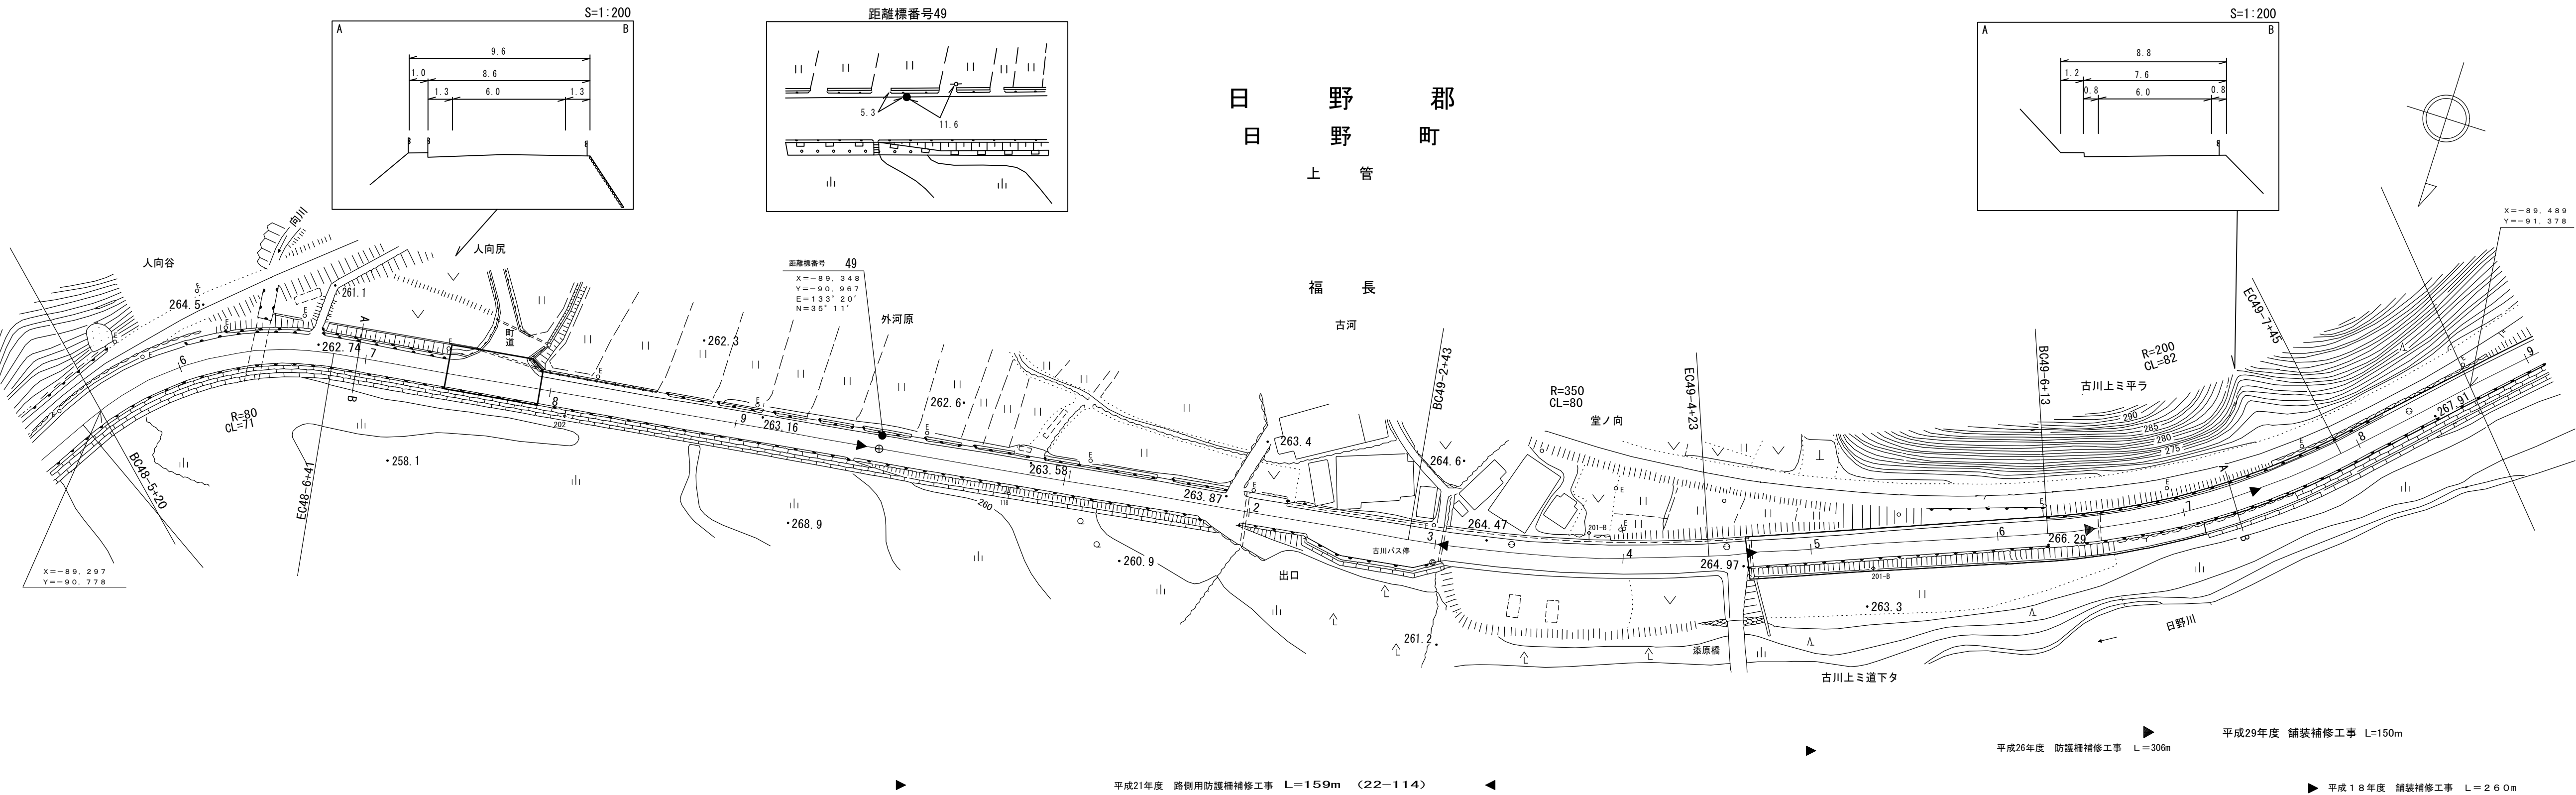 S=1:200
A
B
9.6
1.0
8.6
1.3
6.0
1.3
距離標番号49
5.3
11.6
日野郡
日野町
上管
福長
S=1:200
A
B
8.8
1.2
7.6
0.8
6.0
0.8
X=-89. 489
Y=-91. 378
人向谷
向川
人向尻
264.5
261.1
町道
距離標番号 49
X=-89. 348
Y=-90. 967
E=133° 20′
N=35° 11′
外河原
262.3
262.74
A
B
6
7
8
9
263.16
262.6
263.58
263.87
263.4
202
R=80
CL=71
BC48-5+20
EC48-6+41
258.1
X=-89. 297
Y=-90. 778
268.9
260
260.9
出口
古河
BC49-2+43
264.6
264.47
2
3
古川バス停
261.2
R=350
CL=80
堂ノ向
EC49-4+23
201-B
4
264.97
5
添原橋
6
201-B
263.3
BC49-6+13
266.29
R=200
CL=82
古川上ミ平ラ
EC49-7+45
290
285
280
275
A
B
7
8
9
267.91
日野川
古川上ミ道下タ
平成29年度 舗装補修工事 L=150m
平成26年度 防護柵補修工事 L=306m
平成21年度 路側用防護柵補修工事 L=159m (22-114)
平成18年度 舗装補修工事 L=260m